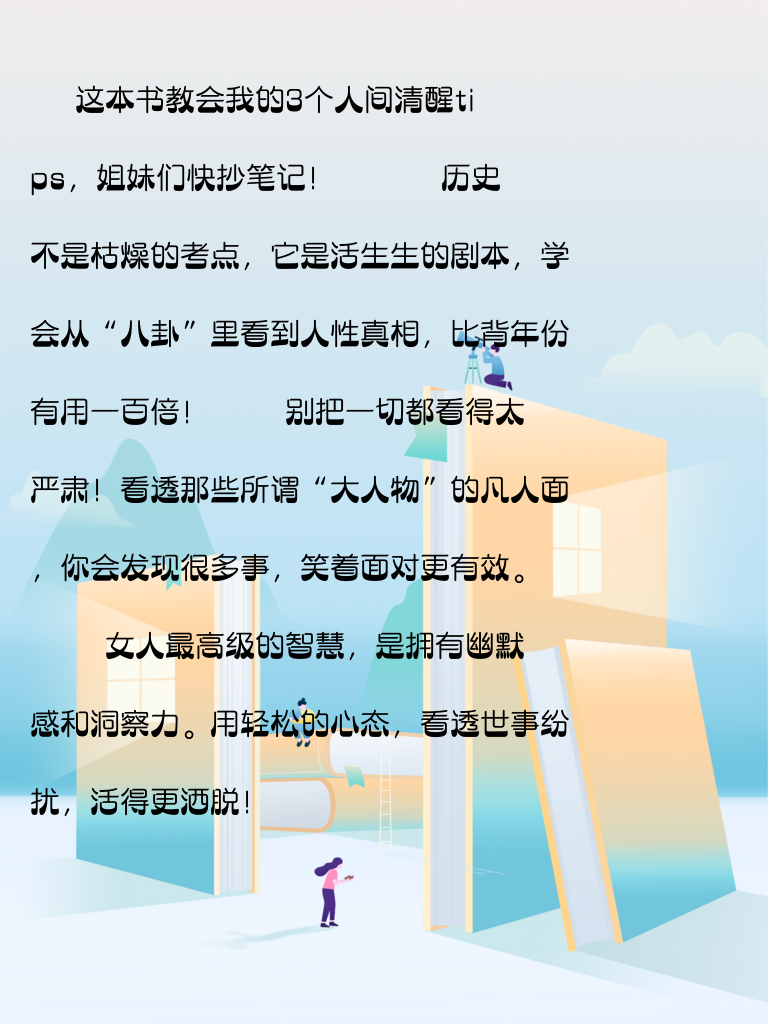 这本书教会我的3个人间清醒ti
ps，姐妹们快抄笔记！ 历史
不是枯燥的考点，它是活生生的剧本，学
会从“八卦”里看到人性真相，比背年份
有用一百倍！ 别把一切都看得太
严肃！看透那些所谓“大人物”的凡人面
，你会发现很多事，笑着面对更有效。
女人最高级的智慧，是拥有幽默
感和洞察力。用轻松的心态，看透世事纷
扰，活得更洒脱！